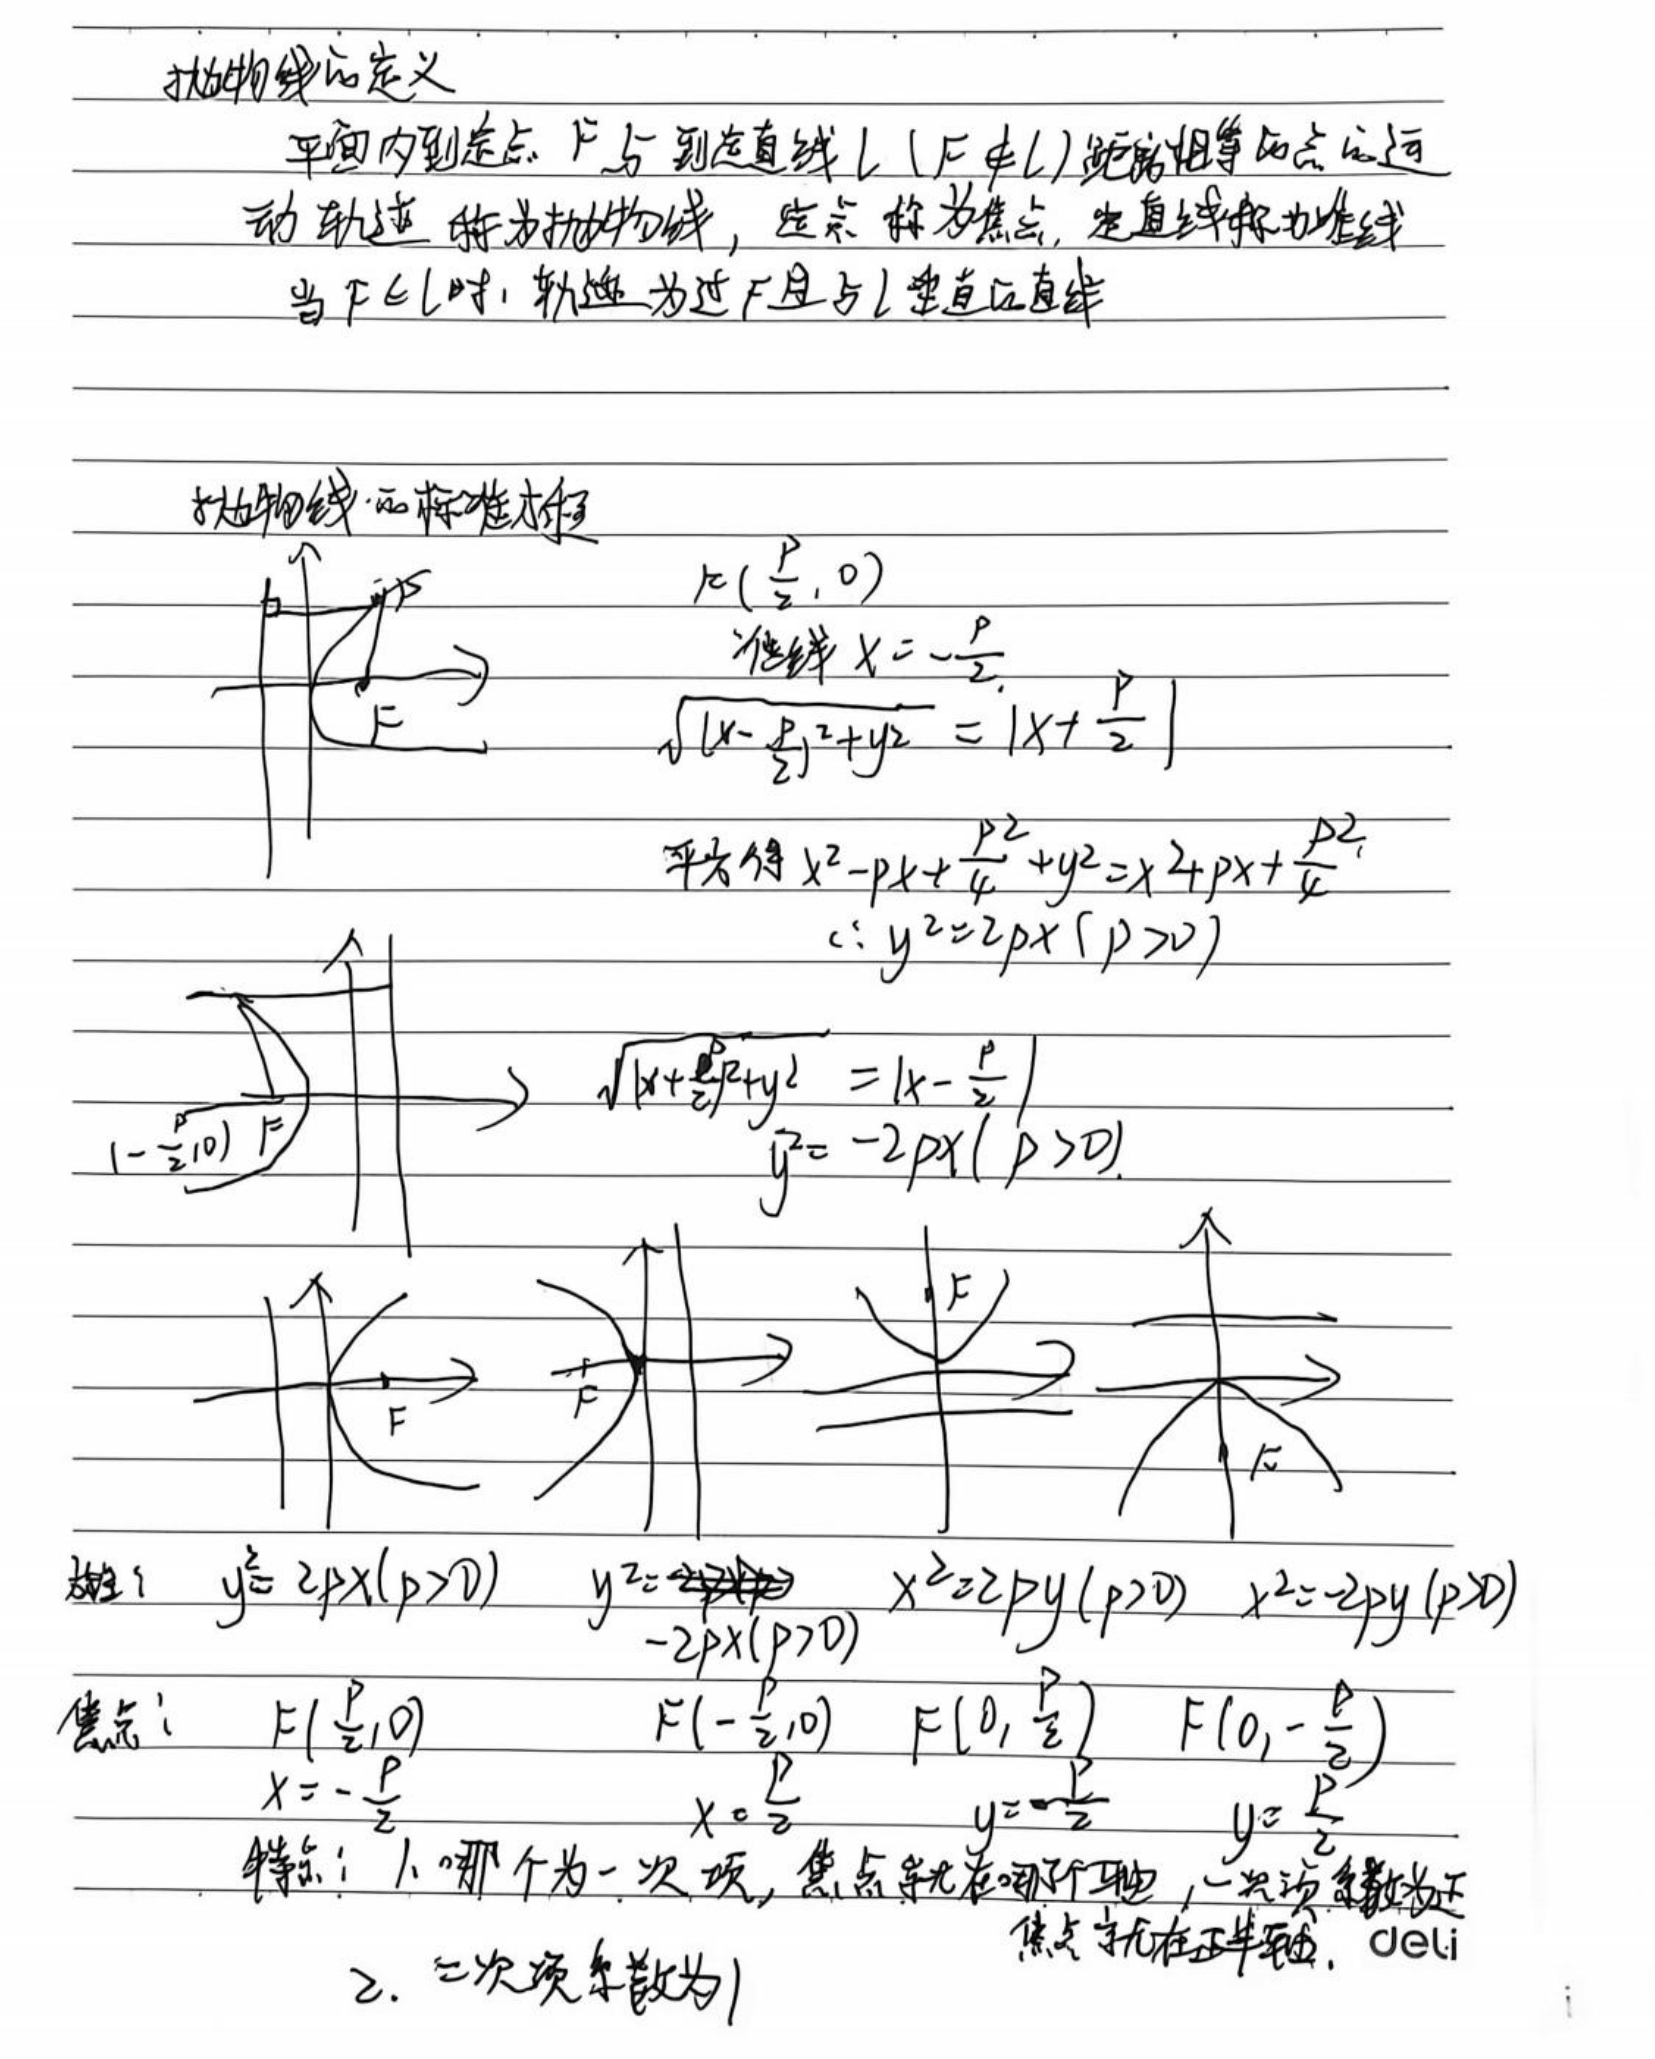 抛物线的定义
平面内到定点 F 与到定直线 l (F∉l) 距离相等的点的运
动轨迹称为抛物线，定点称为焦点，定直线称为准线
当 F∈l 时，轨迹为过 F 且与 l 垂直的直线
抛物线的标准方程
P
F
F(p/2, 0)
准线 x = -p/2
√((x-p/2)²+y²) = |x+p/2|
平方得 x²-px+p²/4+y²=x²+px+p²/4
∴ y²=2px (p>0)
(-p/2,0) F
√((x+p/2)²+y²) = |x-p/2|
y²= -2px (p>0)
F F F F
方程: y²=2px(p>0) y²= -2px(p>0) x²=2py(p>0) x²=-2py(p>0)
焦点: F(p/2,0) F(-p/2,0) F(0,p/2) F(0,-p/2)
x=-p/2 x=p/2 y=-p/2 y=p/2
特点: 1. 哪个为一次项，焦点就在哪个轴，一次项系数为正
焦点就在正半轴.
deli
2. 二次项系数为1